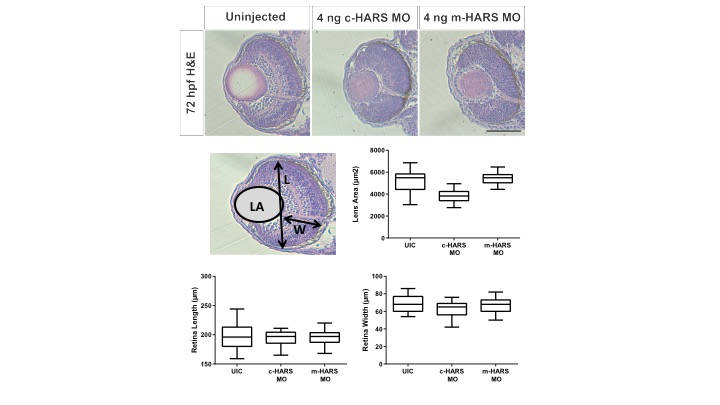 Uninjected
4 ng c-HARS MO
4 ng m-HARS MO
72 hpf H&E
L
LA
W
Lens Area (µm2)
8000
6000
4000
2000
0
UIC
c-HARS
MO
m-HARS
MO
Retina Length (µm)
300
250
200
150
UIC
c-HARS
MO
m-HARS
MO
Retina Width (µm)
100
80
60
40
20
0
UIC
c-HARS
MO
m-HARS
MO